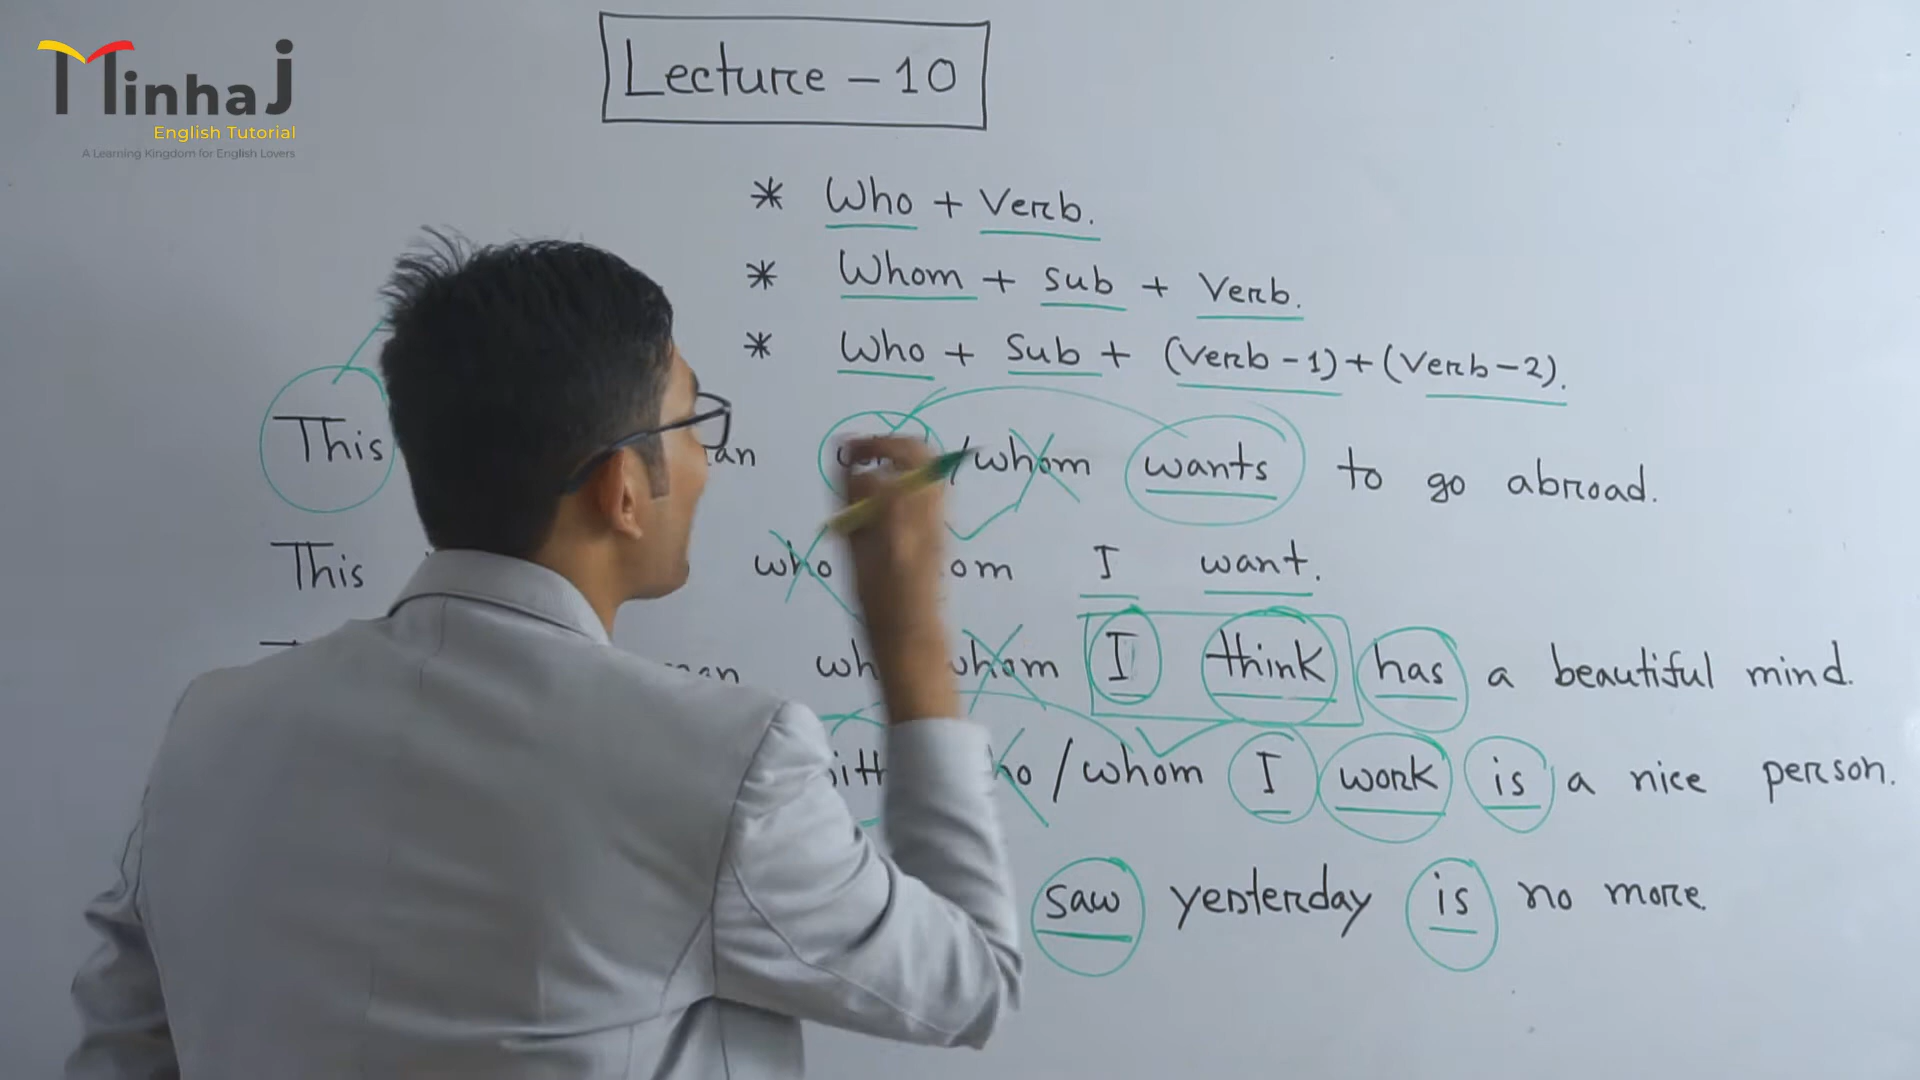 Minhaj
English Tutorial
A Learning Kingdom for English Lovers
Lecture - 10
* Who + Verb.
* Whom + sub + Verb.
* Who + Sub + (Verb - 1) + (Verb - 2).
This /whom wants to go abroad.
This who I want.
whom I think has a beautiful mind.
/ whom I work is a nice person.
saw yesterday is no more.